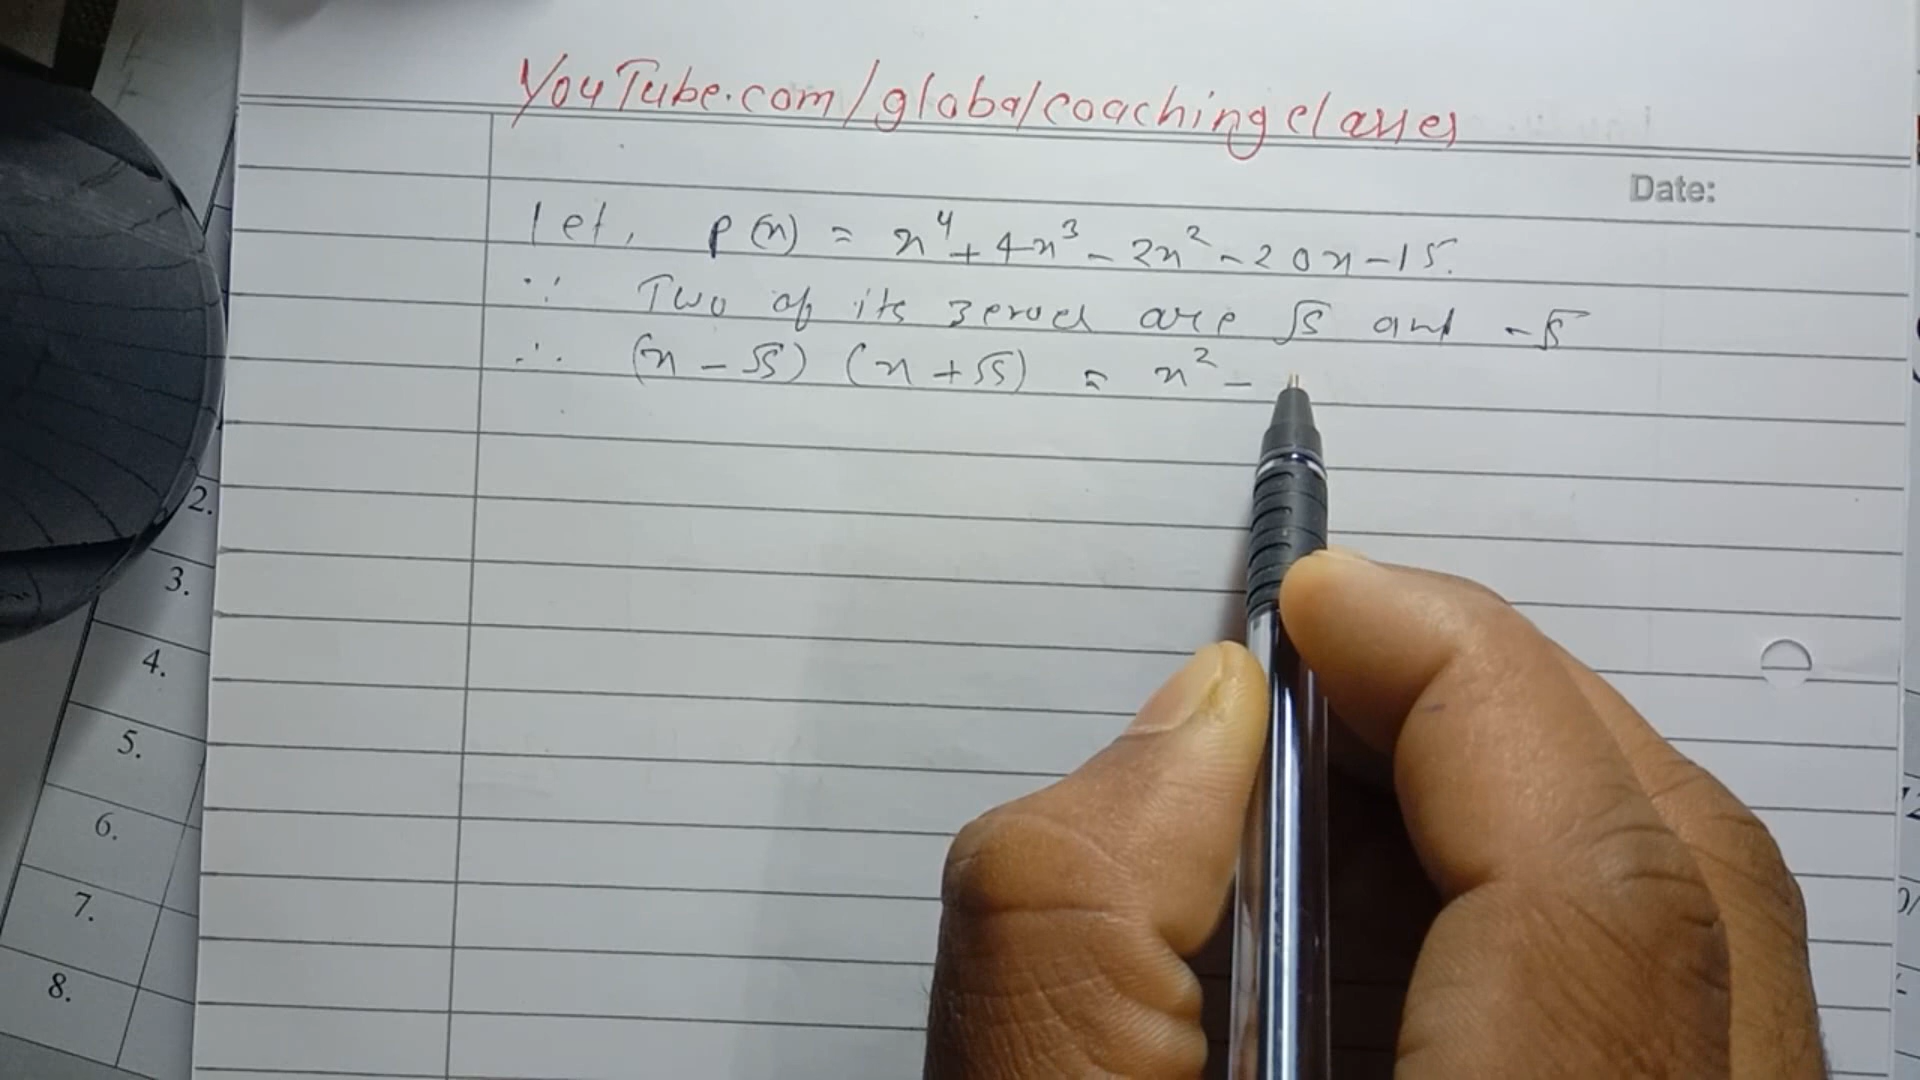 YouTube.com/globalcoachingclasses
Date:
Let, p(x) = x⁴ + 4x³ - 2x² - 20x - 15.
∵ Two of its zeroes are √5 and -√5
∴ (x - √5) (x + √5) = x² -
2.
3.
4.
5.
6.
7.
8.